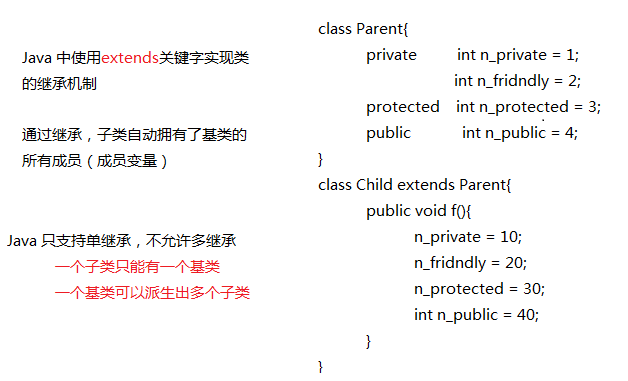 Java 中使用extends关键字实现类
的继承机制
通过继承，子类自动拥有了基类的
所有成员（成员变量）
Java 只支持单继承，不允许多继承
一个子类只能有一个基类
一个基类可以派生出多个子类
class Parent{
private int n_private = 1;
int n_fridndly = 2;
protected int n_protected = 3;
public int n_public = 4;
}
class Child extends Parent{
public void f(){
n_private = 10;
n_fridndly = 20;
n_protected = 30;
int n_public = 40;
}
}